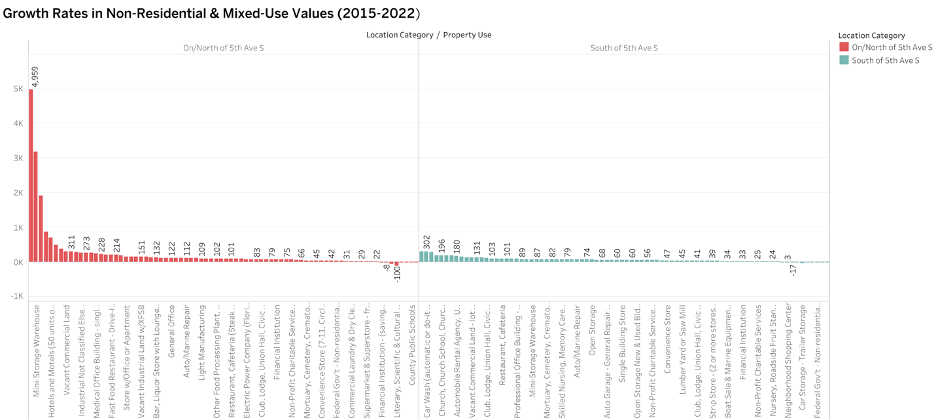 Growth Rates in Non-Residential & Mixed-Use Values (2015-2022)
Location Category / Property Use
On/North of 5th Ave S
South of 5th Ave S
Location Category
On/North of 5th Ave S
South of 5th Ave S
5K
4K
3K
2K
1K
0K
-1K
4,959
311
273
228
214
151
132
122
112
109
102
101
83
79
75
66
45
42
31
29
22
-8
-100
302
196
180
131
103
101
89
87
82
79
74
68
60
60
56
47
45
41
39
34
33
25
24
3
-17
Mini-Storage Warehouse
Hotels and Motels (50 units o..
Vacant Commercial Land
Industrial Not Classified Else..
Medical Office Building - singl..
Fast Food Restaurant - Drive-I..
Store w/Office or Apartment
Vacant Industrial Land w/XFSB
Bar, Liquor Store with Lounge..
General Office
Auto/Marine Repair
Light Manufacturing
Other Food Processing Plant..
Restaurant, Cafeteria (Steak..
Electric Power Company (Flori..
Club, Lodge, Union Hall, Civic..
Financial Institution
Non-Profit Charitable Service..
Mortuary, Cemetery, Cremato..
Convenience Store (7-11, Circl..
Federal Gov't - Non-residentia..
Commercial Laundry & Dry Cle..
Supermarket & Superstore - fr..
Financial Institution - (saving..
Literary, Scientific & Cultural ..
County Public Schools
Car Wash (automatic or do-it..
Church, Church School, Churc..
Automobile Rental Agency, U..
Vacant Commercial Land - lot..
Club, Lodge, Union Hall, Civic..
Restaurant, Cafeteria
Professional Office Building -..
Mini-Storage Warehouse
Mortuary, Cemetery, Cremato..
Skilled Nursing, Memory Care..
Auto/Marine Repair
Open Storage
Auto Garage - General Repair ..
Single Building Store
Open Storage New & Used Bld..
Non-Profit Charitable Service..
Convenience Store
Lumber Yard or Saw Mill
Club, Lodge, Union Hall, Civic..
Strip Store - (2 or more stores..
Boat Sale & Marine Equipmen..
Financial Institution
Non-Profit Charitable Services
Nursery, Roadside Fruit Stan..
Neighborhood Shopping Center
Car Storage - Trailer Storage
Federal Gov't - Non-residentia..